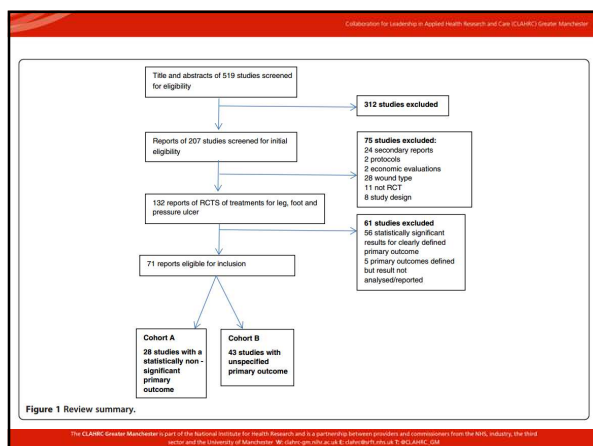 Collaboration for Leadership in Applied Health Research and Care (CLAHRC) Greater Manchester
Title and abstracts of 519 studies screened
for eligibility
312 studies excluded
Reports of 207 studies screened for initial
eligibility
75 studies excluded:
24 secondary reports
2 protocols
2 economic evaluations
28 wound type
11 not RCT
8 study design
132 reports of RCTS of treatments for leg, foot and
pressure ulcer
61 studies excluded
56 statistically significant
results for clearly defined
primary outcome
5 primary outcomes defined
but result not
analysed/reported
71 reports eligible for inclusion
Cohort A
28 studies with a
statistically non -
significant
primary
outcome
Cohort B
43 studies with
unspecified primary
outcome
Figure 1 Review summary.
The CLAHRC Greater Manchester is part of the National Institute for Health Research and is a partnership between providers and commissioners from the NHS, industry, the third
sector and the University of Manchester W: clahrc-gm.nihr.ac.uk E: clahrc@srft.nhs.uk T: @CLAHRC_GM